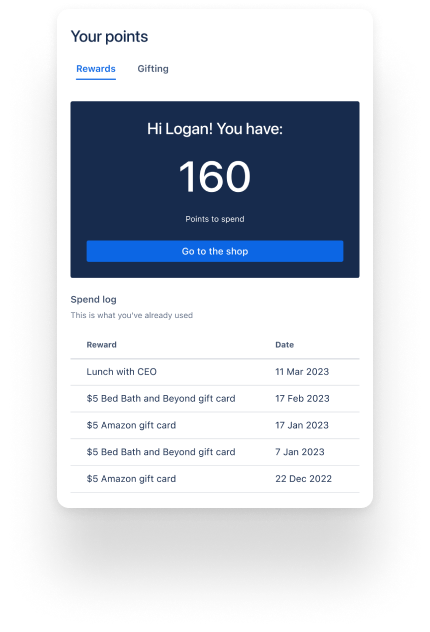 Your points
Rewards Gifting
Hi Logan! You have:
160
Points to spend
Go to the shop
Spend log
This is what you've already used
Reward Date
Lunch with CEO 11 Mar 2023
$5 Bed Bath and Beyond gift card 17 Feb 2023
$5 Amazon gift card 17 Jan 2023
$5 Bed Bath and Beyond gift card 7 Jan 2023
$5 Amazon gift card 22 Dec 2022